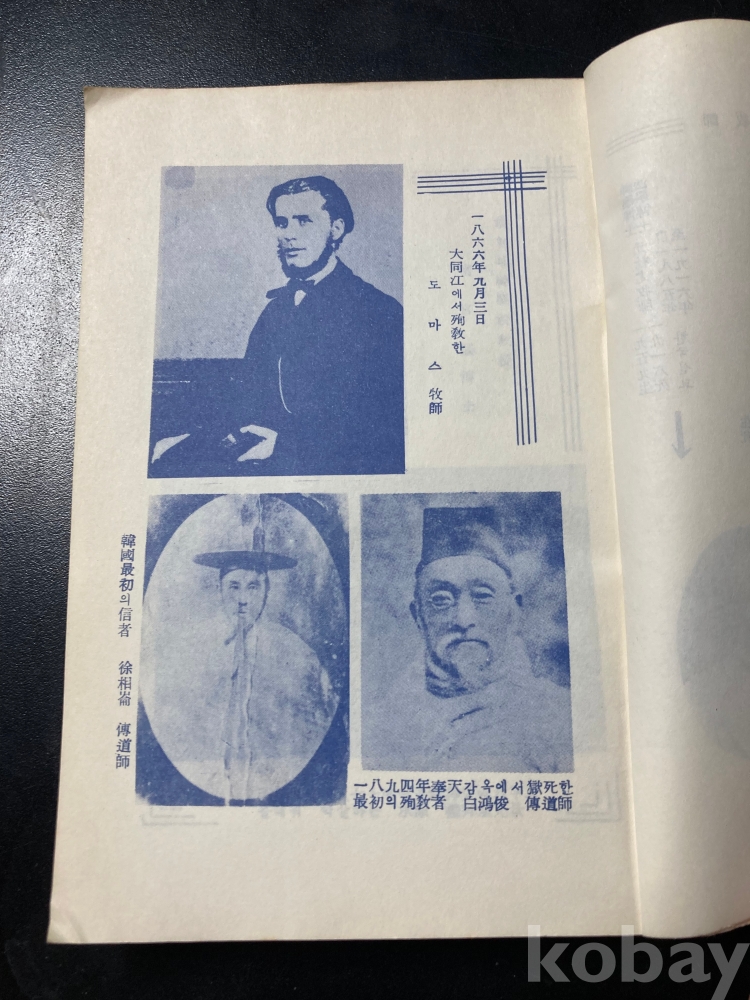 一八六六年九月三日
大同江에서殉敎한
도마스 牧師
韓國最初의信者 徐相崙 傳道師
一八九四年奉天감옥에서獄死한
最初의殉敎者 白鴻俊 傳道師
kobay